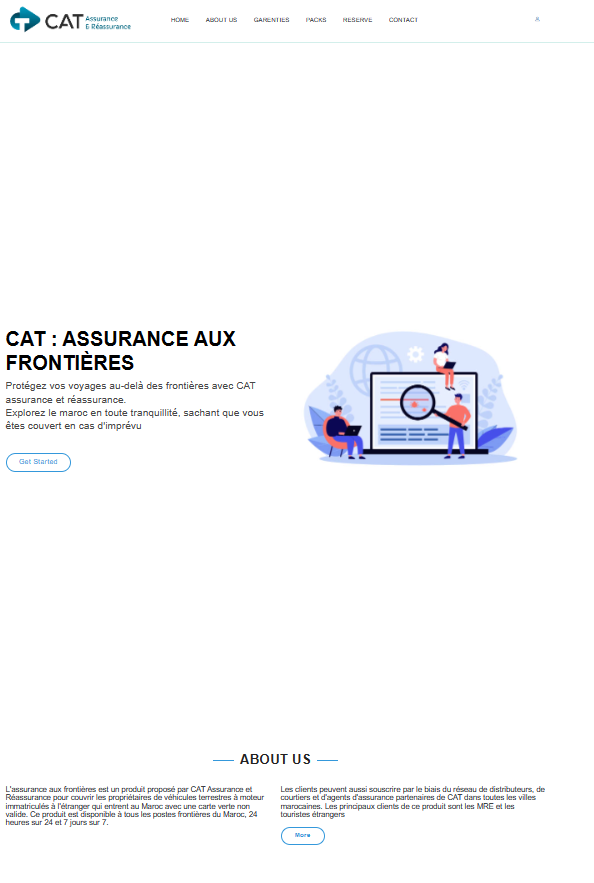 CAT Assurance
& Réassurance
HOME ABOUT US GARENTIES PACKS RESERVE CONTACT
CAT : ASSURANCE AUX
FRONTIÈRES
Protégez vos voyages au-delà des frontières avec CAT
assurance et réassurance.
Explorez le maroc en toute tranquillité, sachant que vous
êtes couvert en cas d'imprévu
Get Started
ABOUT US
L'assurance aux frontières est un produit proposé par CAT Assurance et
Réassurance pour couvrir les propriétaires de véhicules terrestres à moteur
immatriculés à l'étranger qui entrent au Maroc avec une carte verte non
valide. Ce produit est disponible à tous les postes frontières du Maroc, 24
heures sur 24 et 7 jours sur 7.
Les clients peuvent aussi souscrire par le biais du réseau de distributeurs, de
courtiers et d'agents d'assurance partenaires de CAT dans toutes les villes
marocaines. Les principaux clients de ce produit sont les MRE et les
touristes étrangers
More